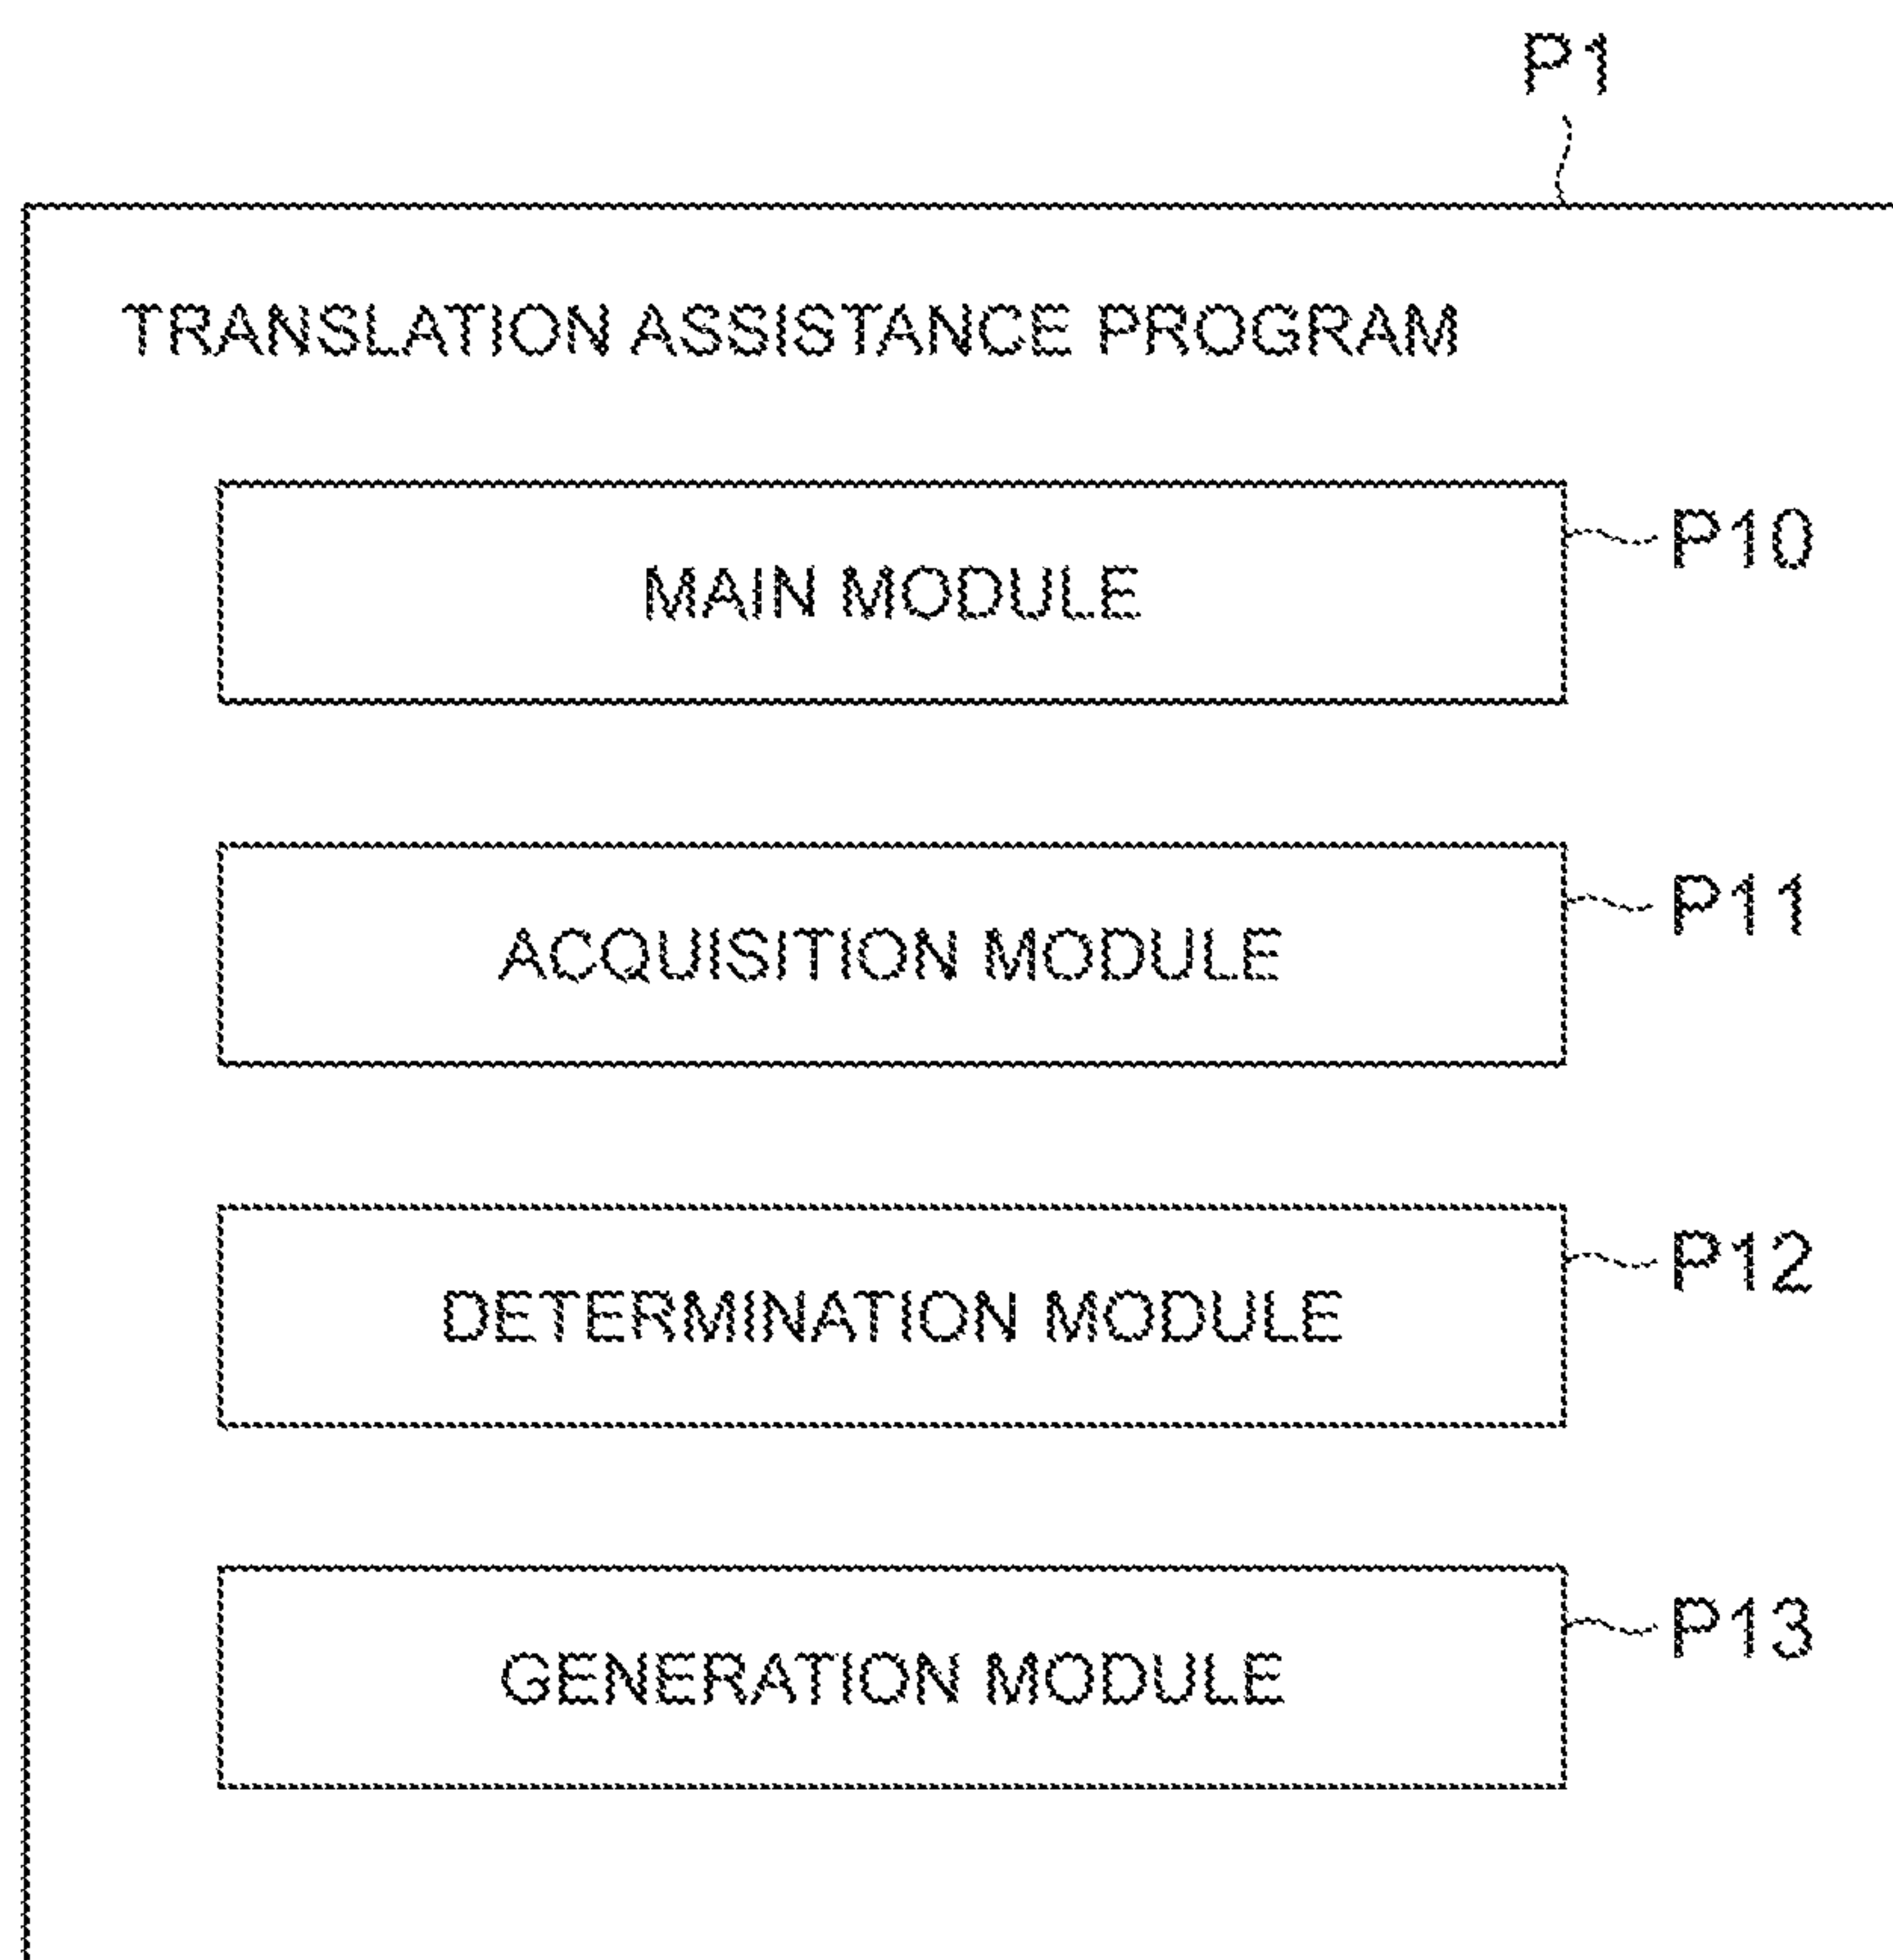 P1
TRANSLATION ASSISTANCE PROGRAM
MAIN MODULE
P10
ACQUISITION MODULE
P11
DETERMINATION MODULE
P12
GENERATION MODULE
P13